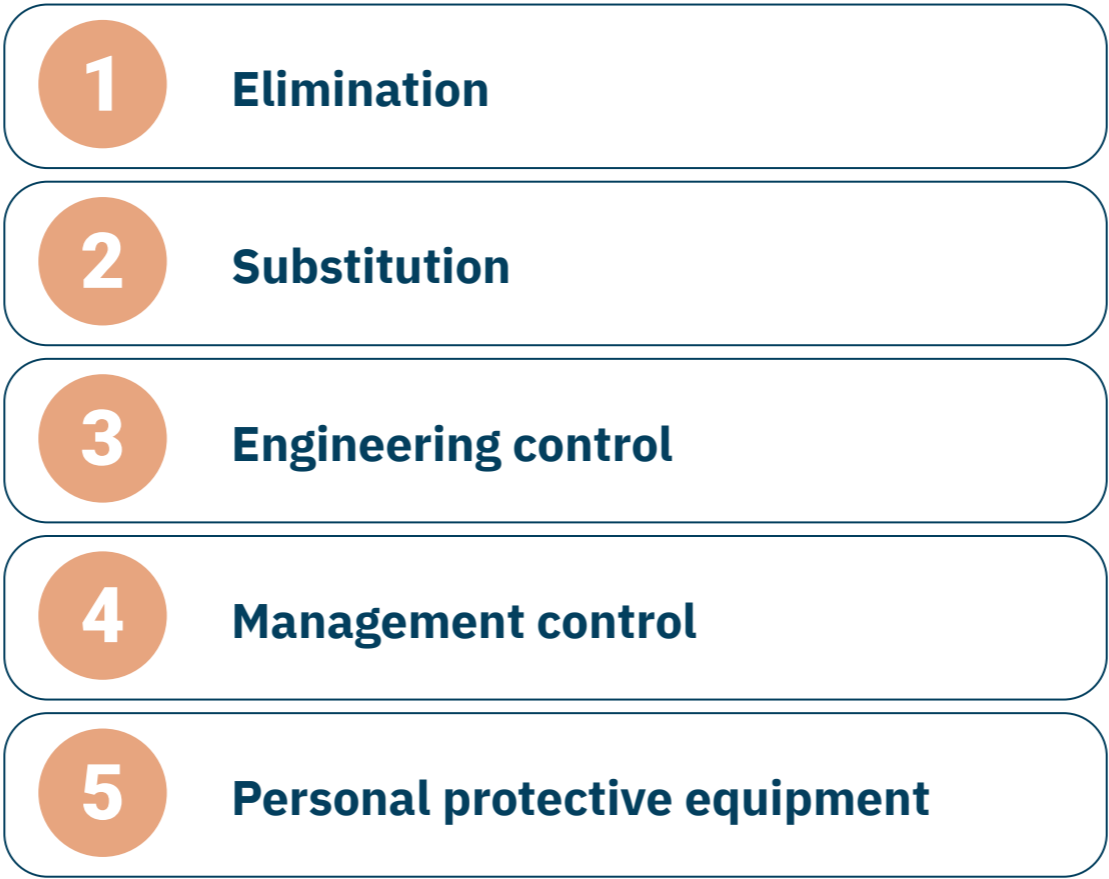 1 Elimination
2 Substitution
3 Engineering control
4 Management control
5 Personal protective equipment